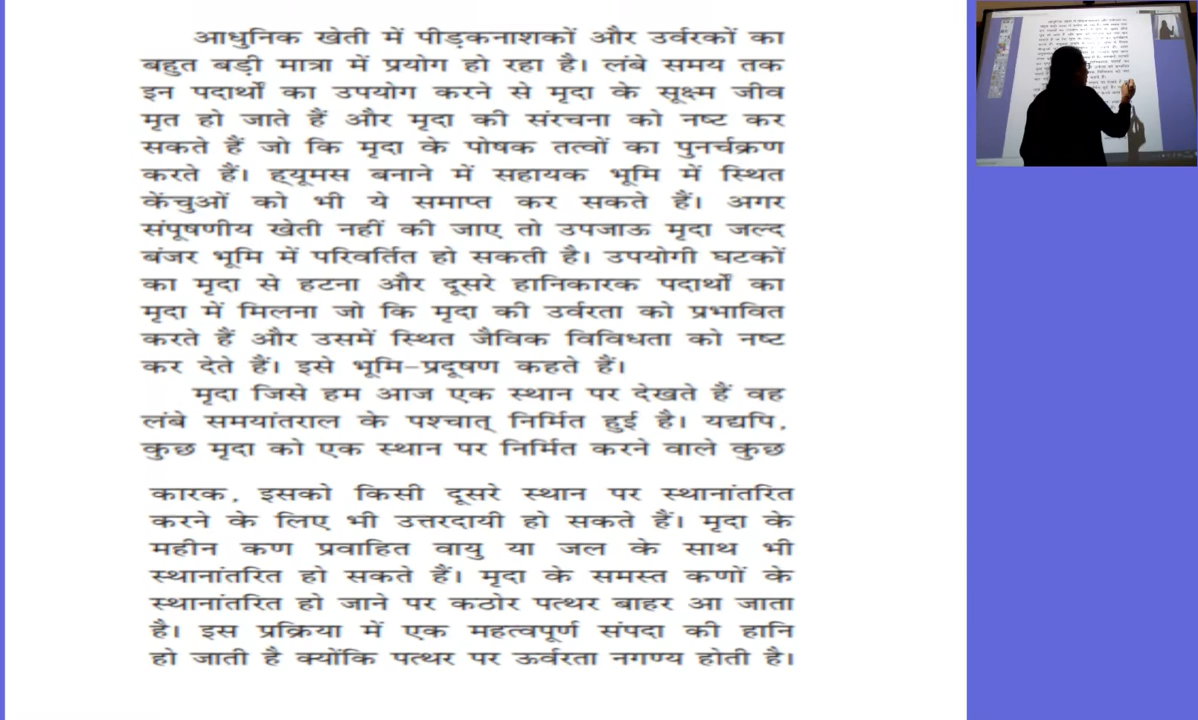 आधुनिक खेती में पीड़कनाशकों और उर्वरकों का
बहुत बड़ी मात्रा में प्रयोग हो रहा है। लंबे समय तक
इन पदार्थों का उपयोग करने से मृदा के सूक्ष्म जीव
मृत हो जाते हैं और मृदा की संरचना को नष्ट कर
सकते हैं जो कि मृदा के पोषक तत्वों का पुनर्चक्रण
करते हैं। ह्यूमस बनाने में सहायक भूमि में स्थित
केंचुओं को भी ये समाप्त कर सकते हैं। अगर
संपूषणीय खेती नहीं की जाए तो उपजाऊ मृदा जल्द
बंजर भूमि में परिवर्तित हो सकती है। उपयोगी घटकों
का मृदा से हटना और दूसरे हानिकारक पदार्थों का
मृदा में मिलना जो कि मृदा की उर्वरता को प्रभावित
करते हैं और उसमें स्थित जैविक विविधता को नष्ट
कर देते हैं। इसे भूमि-प्रदूषण कहते हैं।
मृदा जिसे हम आज एक स्थान पर देखते हैं वह
लंबे समयांतराल के पश्चात् निर्मित हुई है। यद्यपि,
कुछ मृदा को एक स्थान पर निर्मित करने वाले कुछ
कारक, इसको किसी दूसरे स्थान पर स्थानांतरित
करने के लिए भी उत्तरदायी हो सकते हैं। मृदा के
महीन कण प्रवाहित वायु या जल के साथ भी
स्थानांतरित हो सकते हैं। मृदा के समस्त कणों के
स्थानांतरित हो जाने पर कठोर पत्थर बाहर आ जाता
है। इस प्रक्रिया में एक महत्वपूर्ण संपदा की हानि
हो जाती है क्योंकि पत्थर पर ऊर्वरता नगण्य होती है।